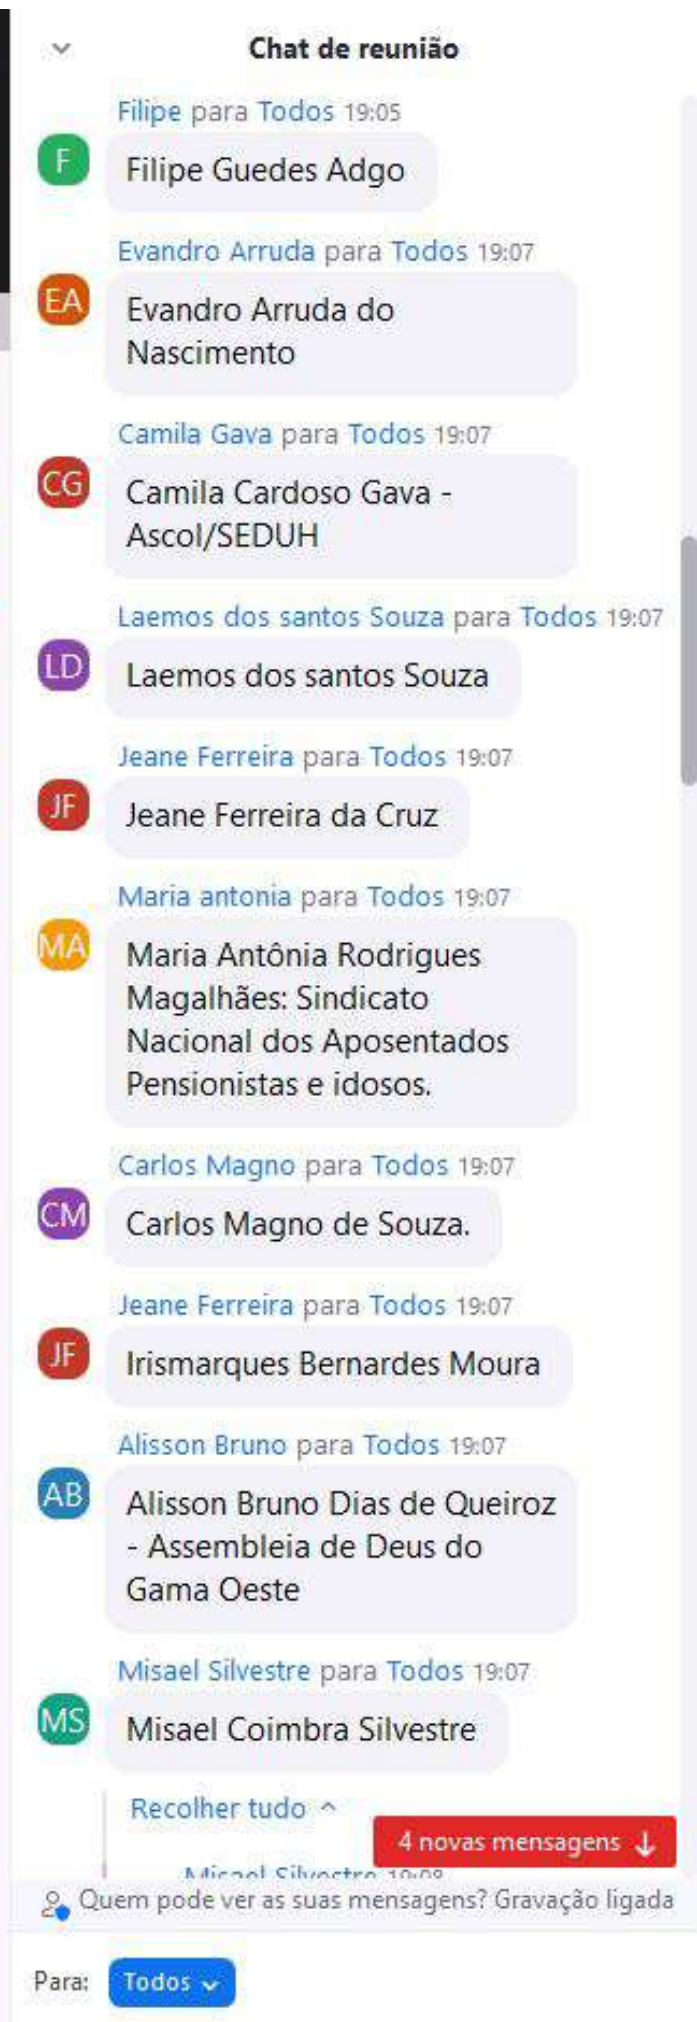 Chat de reunião
Filipe para Todos 19:05
F
Filipe Guedes Adgo
Evandro Arruda para Todos 19:07
EA
Evandro Arruda do
Nascimento
Camila Gava para Todos 19:07
CG
Camila Cardoso Gava -
Ascol/SEDUH
Laemos dos santos Souza para Todos 19:07
LD
Laemos dos santos Souza
Jeane Ferreira para Todos 19:07
JF
Jeane Ferreira da Cruz
Maria antonia para Todos 19:07
MA
Maria Antônia Rodrigues
Magalhães: Sindicato
Nacional dos Aposentados
Pensionistas e idosos.
Carlos Magno para Todos 19:07
CM
Carlos Magno de Souza.
Jeane Ferreira para Todos 19:07
JF
Irismarques Bernardes Moura
Alisson Bruno para Todos 19:07
AB
Alisson Bruno Dias de Queiroz
- Assembleia de Deus do
Gama Oeste
Misael Silvestre para Todos 19:07
MS
Misael Coimbra Silvestre
Recolher tudo
4 novas mensagens
Misael Silvestre 19:08
Quem pode ver as suas mensagens? Gravação ligada
Para: Todos